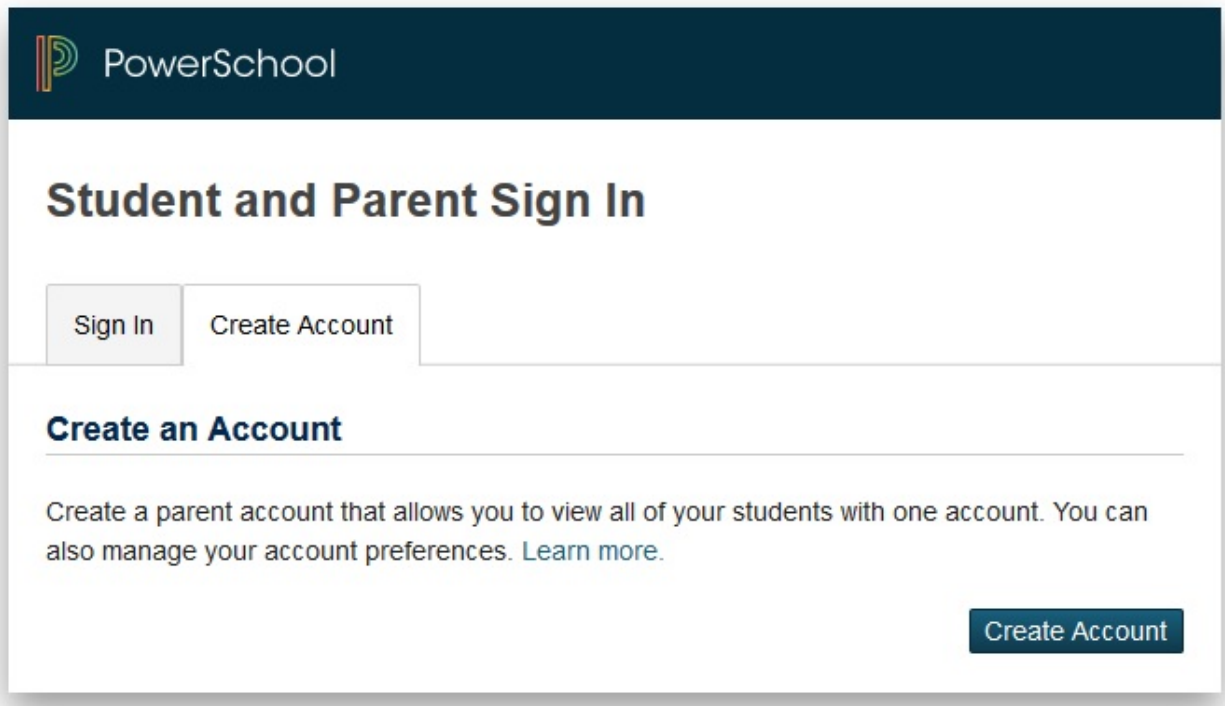 PowerSchool
Student and Parent Sign In
Sign In
Create Account
Create an Account
Create a parent account that allows you to view all of your students with one account. You can
also manage your account preferences. Learn more.
Create Account